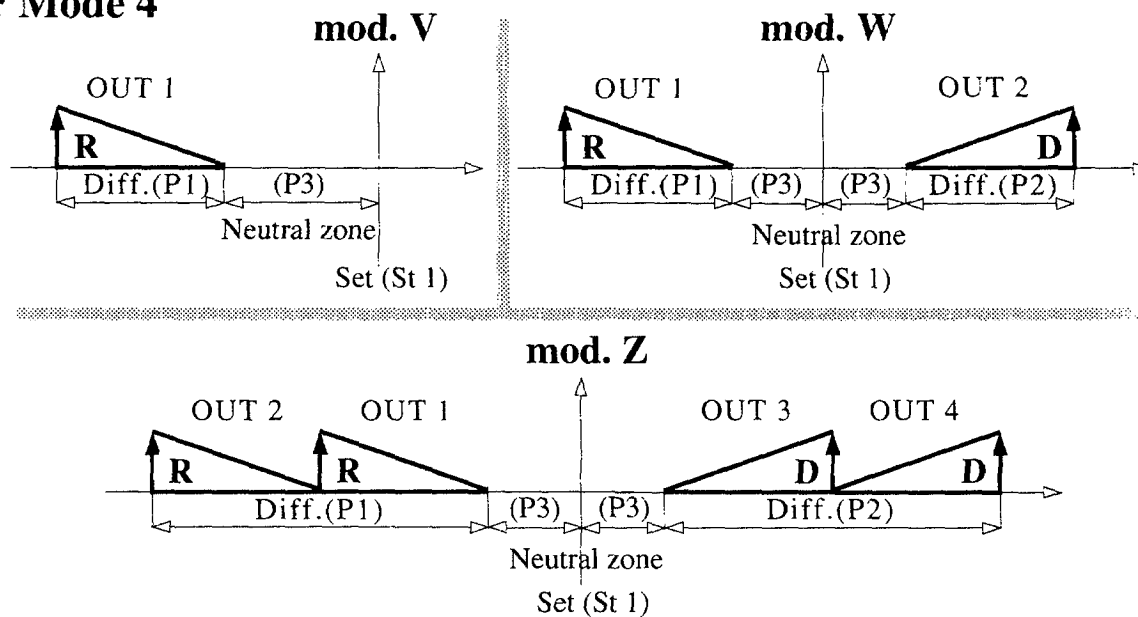 Mode 4
mod. V
OUT 1
R
Diff.(P1) (P3)
Neutral zone
Set (St 1)
mod. W
OUT 1 OUT 2
R D
Diff.(P1) (P3) (P3) Diff.(P2)
Neutral zone
Set (St 1)
mod. Z
OUT 2 OUT 1 OUT 3 OUT 4
R R D D
Diff.(P1) (P3) (P3) Diff.(P2)
Neutral zone
Set (St 1)